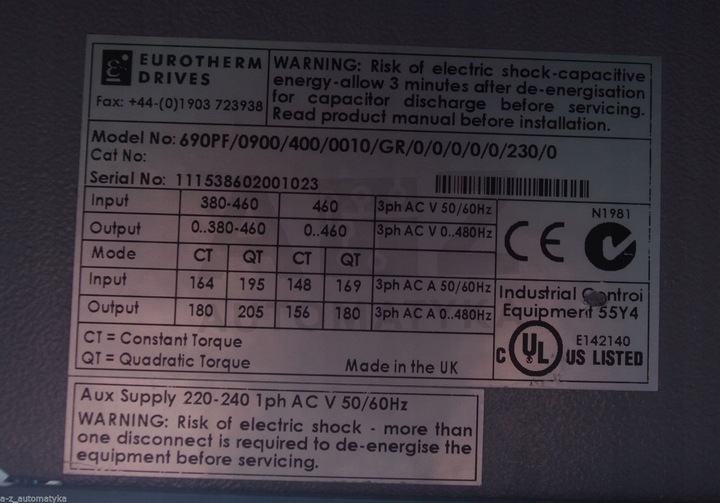 EUROTHERM
DRIVES
Fax: +44-(0)1903 723938
WARNING: Risk of electric shock-capacitive
energy-allow 3 minutes after de-energisation
for capacitor discharge before servicing.
Read product manual before installation.
Model No: 690PF/0900/400/0010/GR/0/0/0/0/0/230/0
Cat No:
Serial No: 111538602001023
Input 380-460 460 3ph AC V 50/60Hz
Output 0..380-460 0..460 3ph AC V 0..480Hz
Mode CT QT CT QT
Input 164 195 148 169 3ph AC A 50/60Hz
Output 180 205 156 180 3ph AC A 0..480Hz
CT = Constant Torque
QT = Quadratic Torque
Made in the UK
CE
N1981
Industrial Control
Equipment 55Y4
C UL US LISTED
E142140
Aux Supply 220-240 1ph AC V 50/60Hz
WARNING: Risk of electric shock - more than
one disconnect is required to de-energise the
equipment before servicing.
AUTOMATYKA
a-z_automatyka